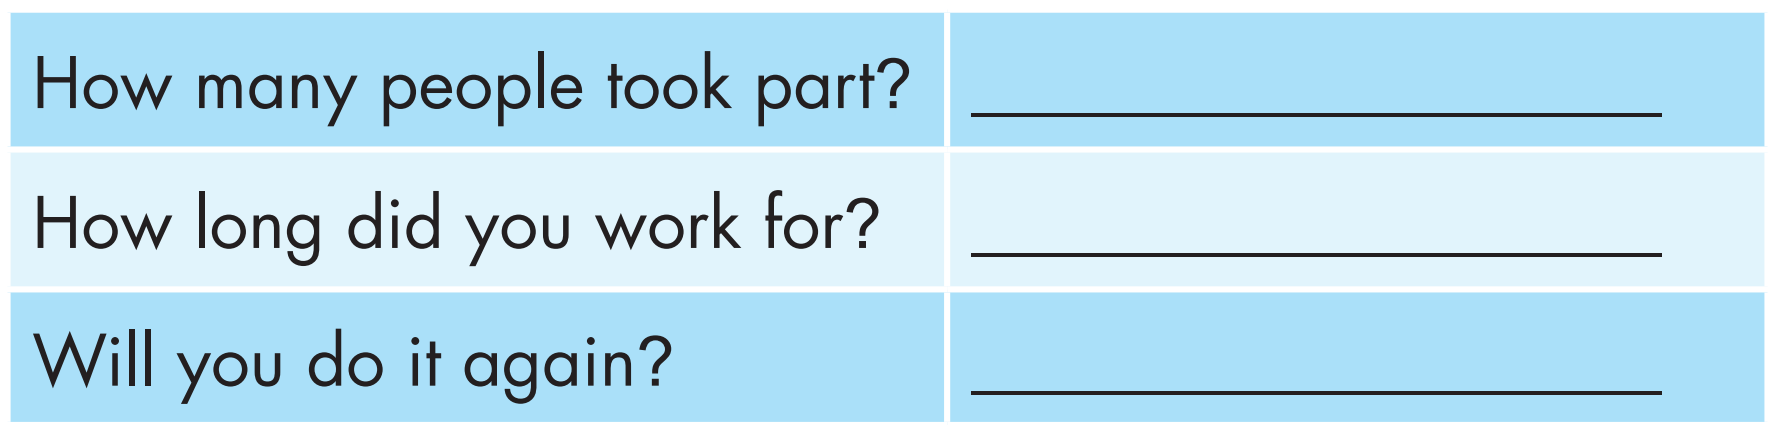 How many people took part?
How long did you work for?
Will you do it again?